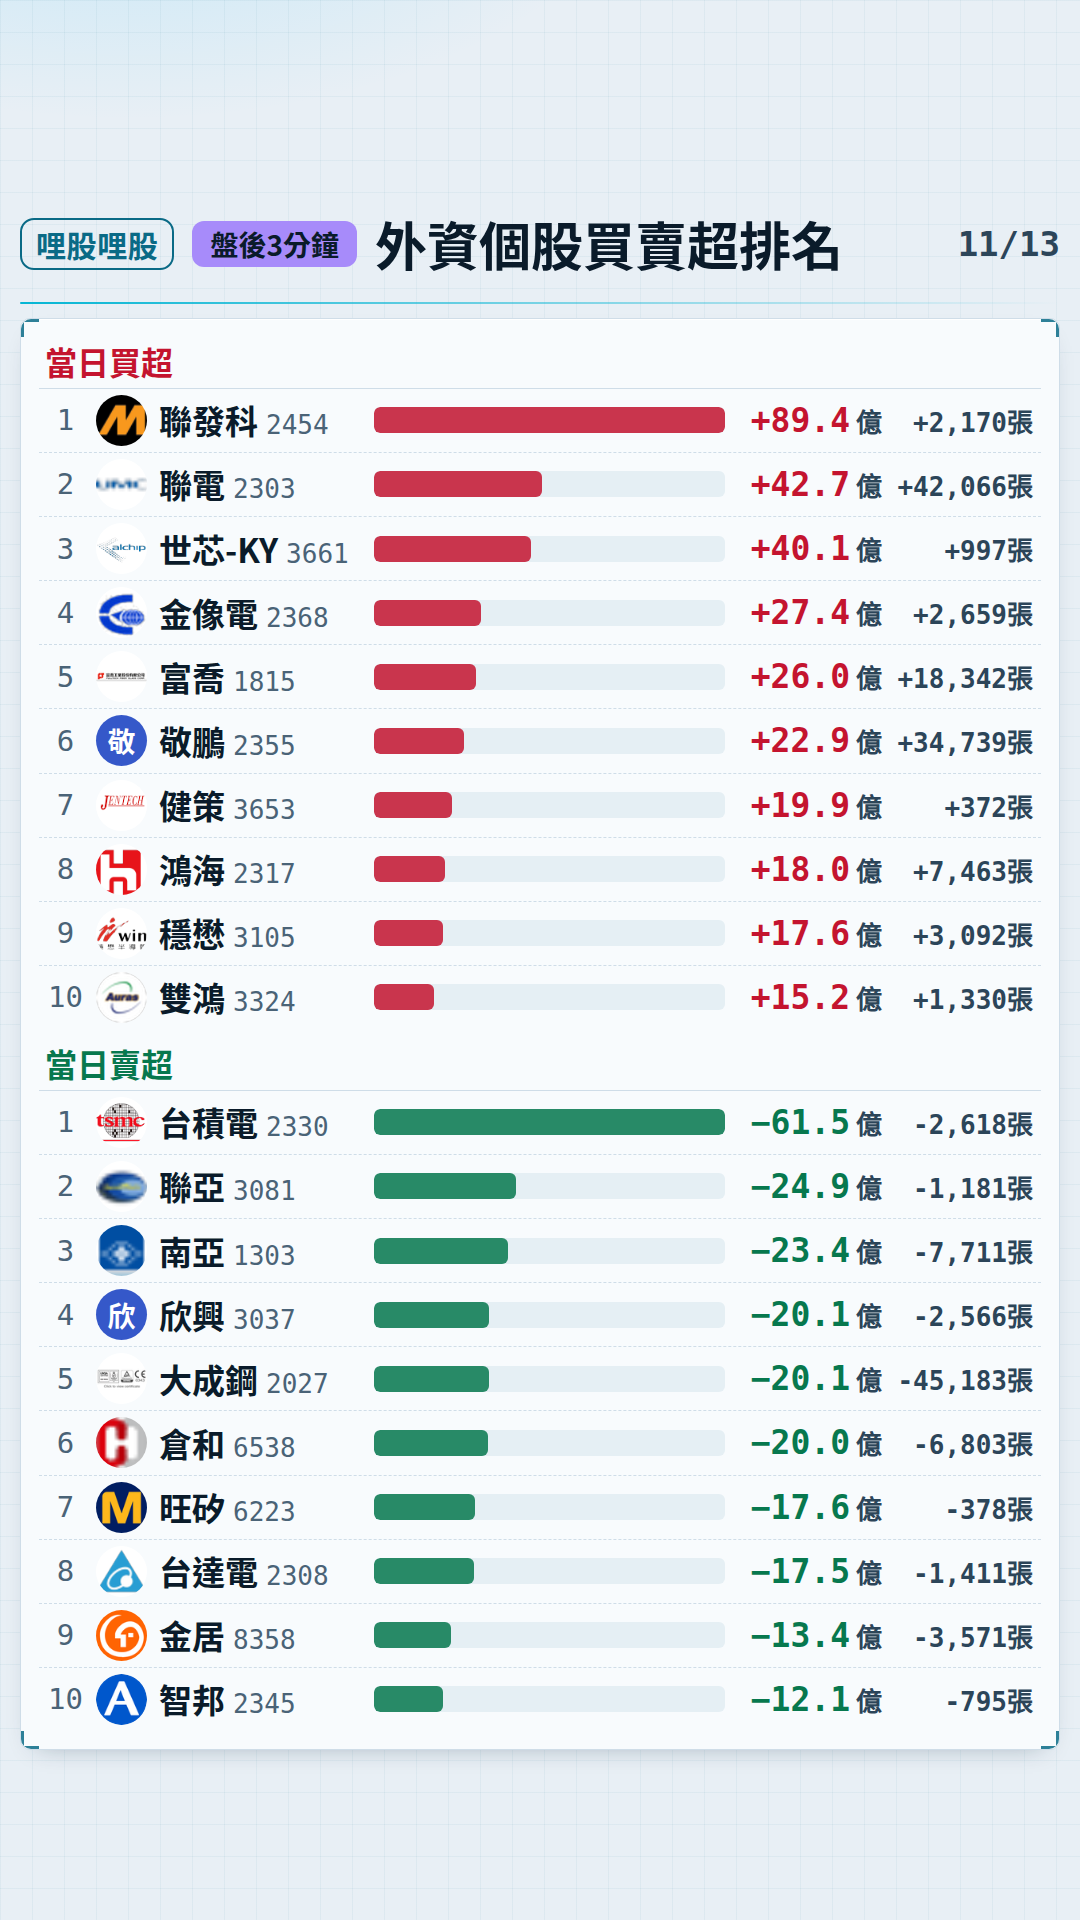 哩股哩股 盤後3分鐘 外資個股買賣超排名 11/13
當日買超
1 聯發科 2454 +89.4 億 +2,170張
2 UMC 聯電 2303 +42.7 億 +42,066張
3 alchip 世芯-KY 3661 +40.1 億 +997張
4 金像電 2368 +27.4 億 +2,659張
5 富喬 1815 +26.0 億 +18,342張
6 敬 敬鵬 2355 +22.9 億 +34,739張
7 JENTECH 健策 3653 +19.9 億 +372張
8 鴻海 2317 +18.0 億 +7,463張
9 win 穩懋 3105 +17.6 億 +3,092張
10 Auras 雙鴻 3324 +15.2 億 +1,330張
當日賣超
1 tsmc 台積電 2330 −61.5 億 -2,618張
2 聯亞 3081 −24.9 億 -1,181張
3 南亞 1303 −23.4 億 -7,711張
4 欣 欣興 3037 −20.1 億 -2,566張
5 大成鋼 2027 −20.1 億 -45,183張
6 倉和 6538 −20.0 億 -6,803張
7 M 旺矽 6223 −17.6 億 -378張
8 台達電 2308 −17.5 億 -1,411張
9 金居 8358 −13.4 億 -3,571張
10 A 智邦 2345 −12.1 億 -795張